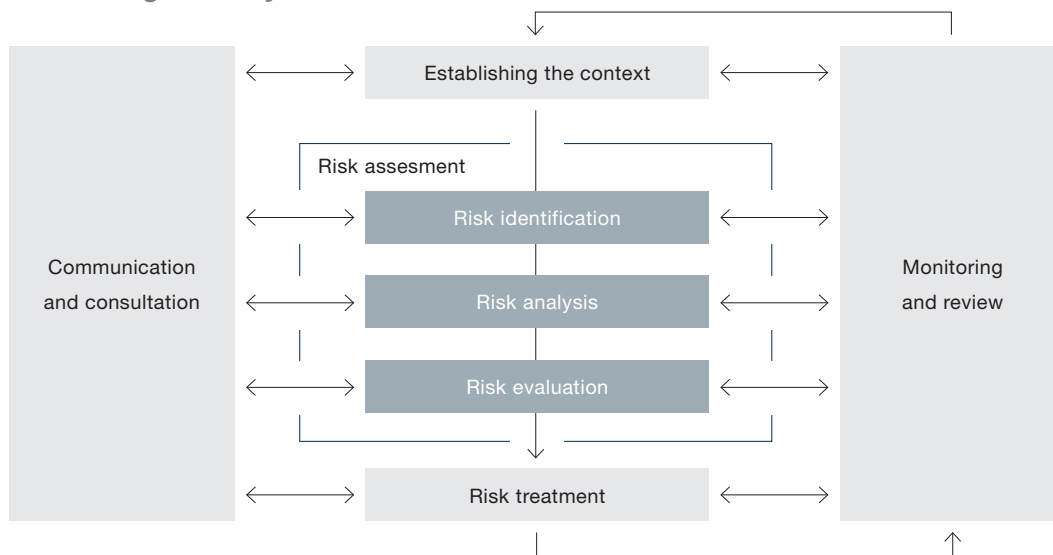 Establishing the context
Risk assesment
Risk identification
Communication
and consultation
Risk analysis
Monitoring
and review
Risk evaluation
Risk treatment